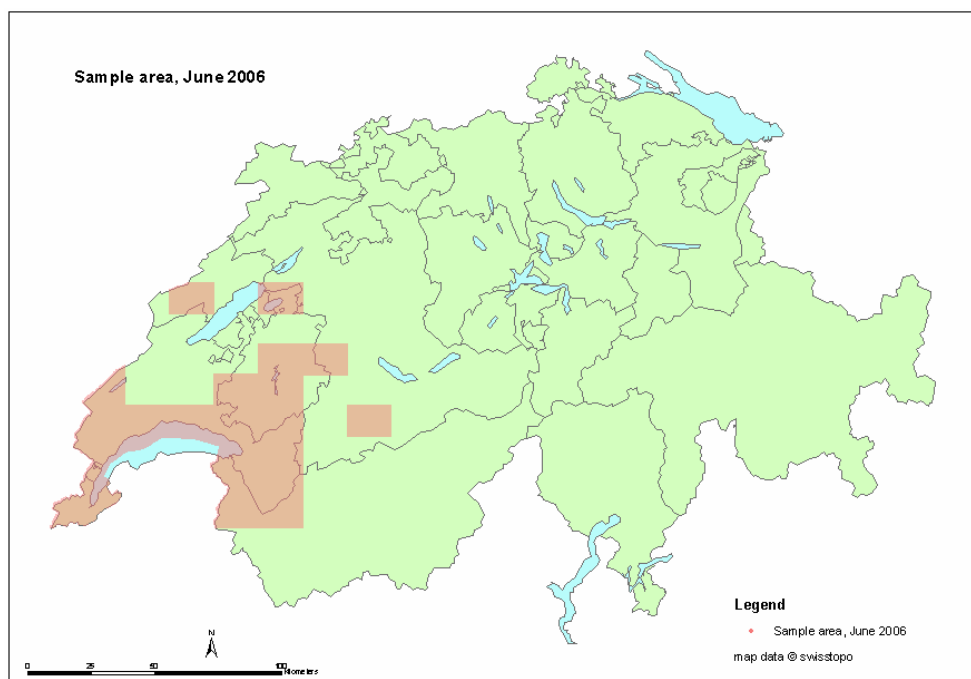 Sample area, June 2006
N
0 25 50 100
Kilometers
Legend
Sample area, June 2006
map data © swisstopo